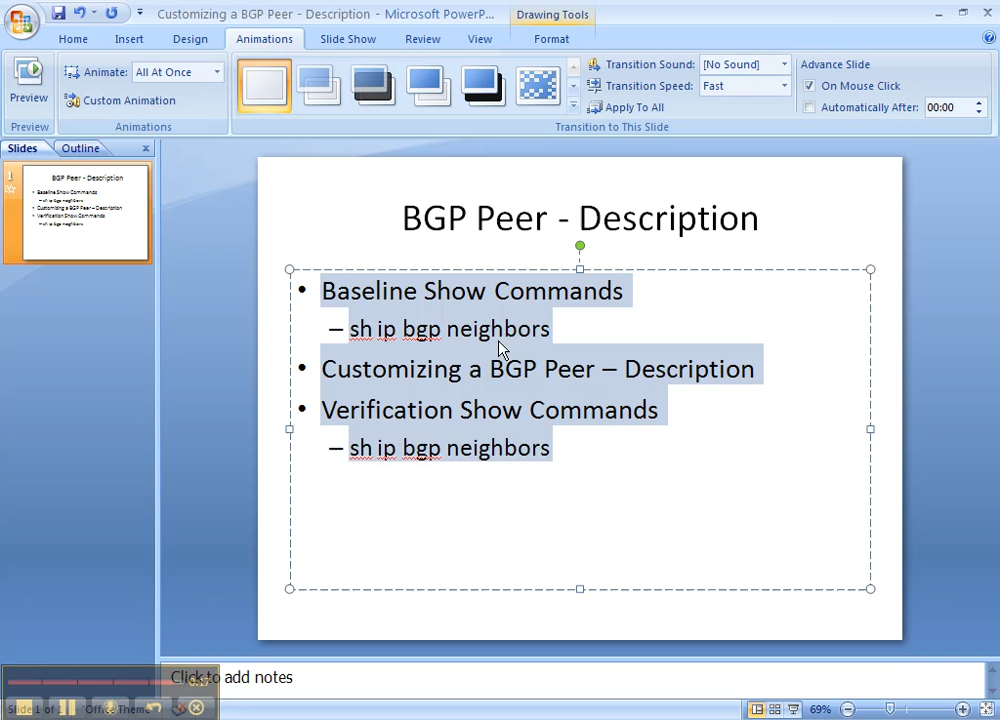 Customizing a BGP Peer - Description - Microsoft PowerP...
Drawing Tools
Home
Insert
Design
Animations
Slide Show
Review
View
Format
Preview
Animate:
All At Once
Custom Animation
Transition Sound:
[No Sound]
Transition Speed:
Fast
Apply To All
Advance Slide
On Mouse Click
Automatically After:
00:00
Preview
Animations
Transition to This Slide
Slides
Outline
x
1
BGP Peer - Description
• Baseline Show Commands
– sh ip bgp neighbors
• Customizing a BGP Peer – Description
• Verification Show Commands
– sh ip bgp neighbors
BGP Peer - Description
• Baseline Show Commands
– sh ip bgp neighbors
• Customizing a BGP Peer – Description
• Verification Show Commands
– sh ip bgp neighbors
Click to add notes
0:17
Slide 1 of 1
"Office Theme"
69%